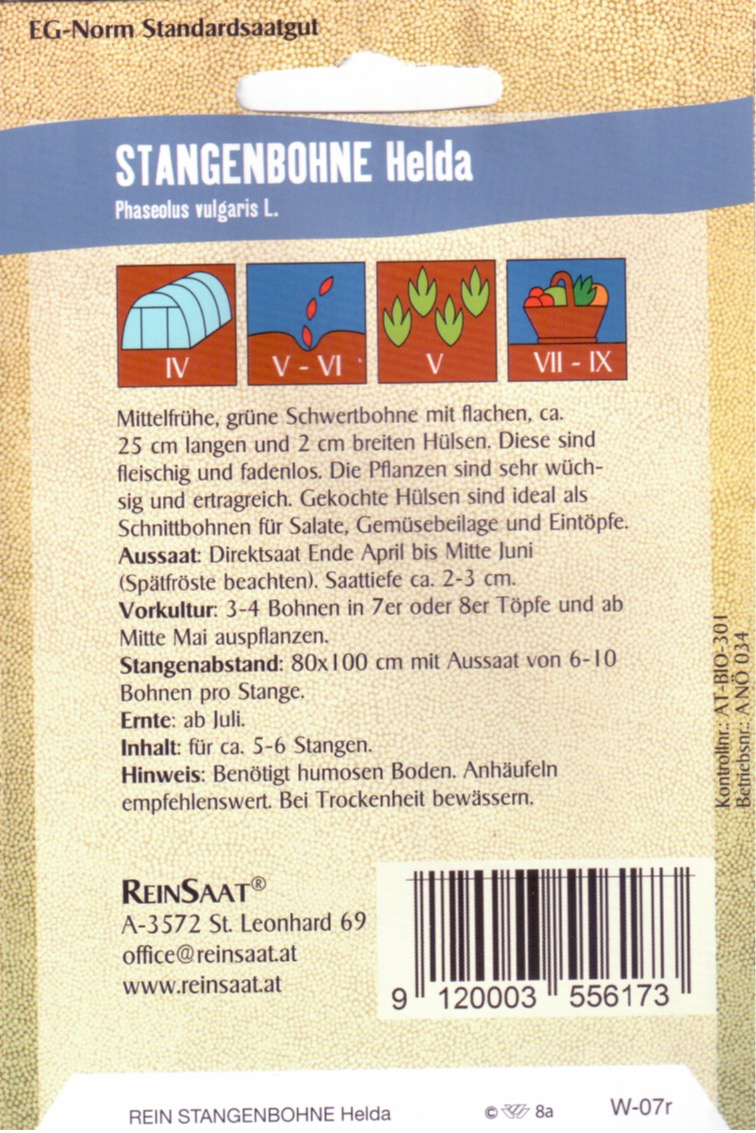 EG-Norm Standardsaatgut
STANGENBOHNE Helda
Phaseolus vulgaris L.
IV
V - VI
V
VII - IX
Mittelfrühe, grüne Schwertbohne mit flachen, ca.
25 cm langen und 2 cm breiten Hülsen. Diese sind
fleischig und fadenlos. Die Pflanzen sind sehr wüch-
sig und ertragreich. Gekochte Hülsen sind ideal als
Schnittbohnen für Salate, Gemüsebeilage und Eintöpfe.
Aussaat: Direktsaat Ende April bis Mitte Juni
(Spätfröste beachten). Saattiefe ca. 2-3 cm.
Vorkultur: 3-4 Bohnen in 7er oder 8er Töpfe und ab
Mitte Mai auspflanzen.
Stangenabstand: 80x100 cm mit Aussaat von 6-10
Bohnen pro Stange.
Ernte: ab Juli.
Inhalt: für ca. 5-6 Stangen.
Hinweis: Benötigt humosen Boden. Anhäufeln
empfehlenswert. Bei Trockenheit bewässern.
Kontrollnr.: AT-BIO-301
Betriebsnr.: A NÖ 034
REINSAAT®
A-3572 St. Leonhard 69
office@reinsaat.at
www.reinsaat.at
9 120003 556173
REIN STANGENBOHNE Helda
© 8a
W-07r